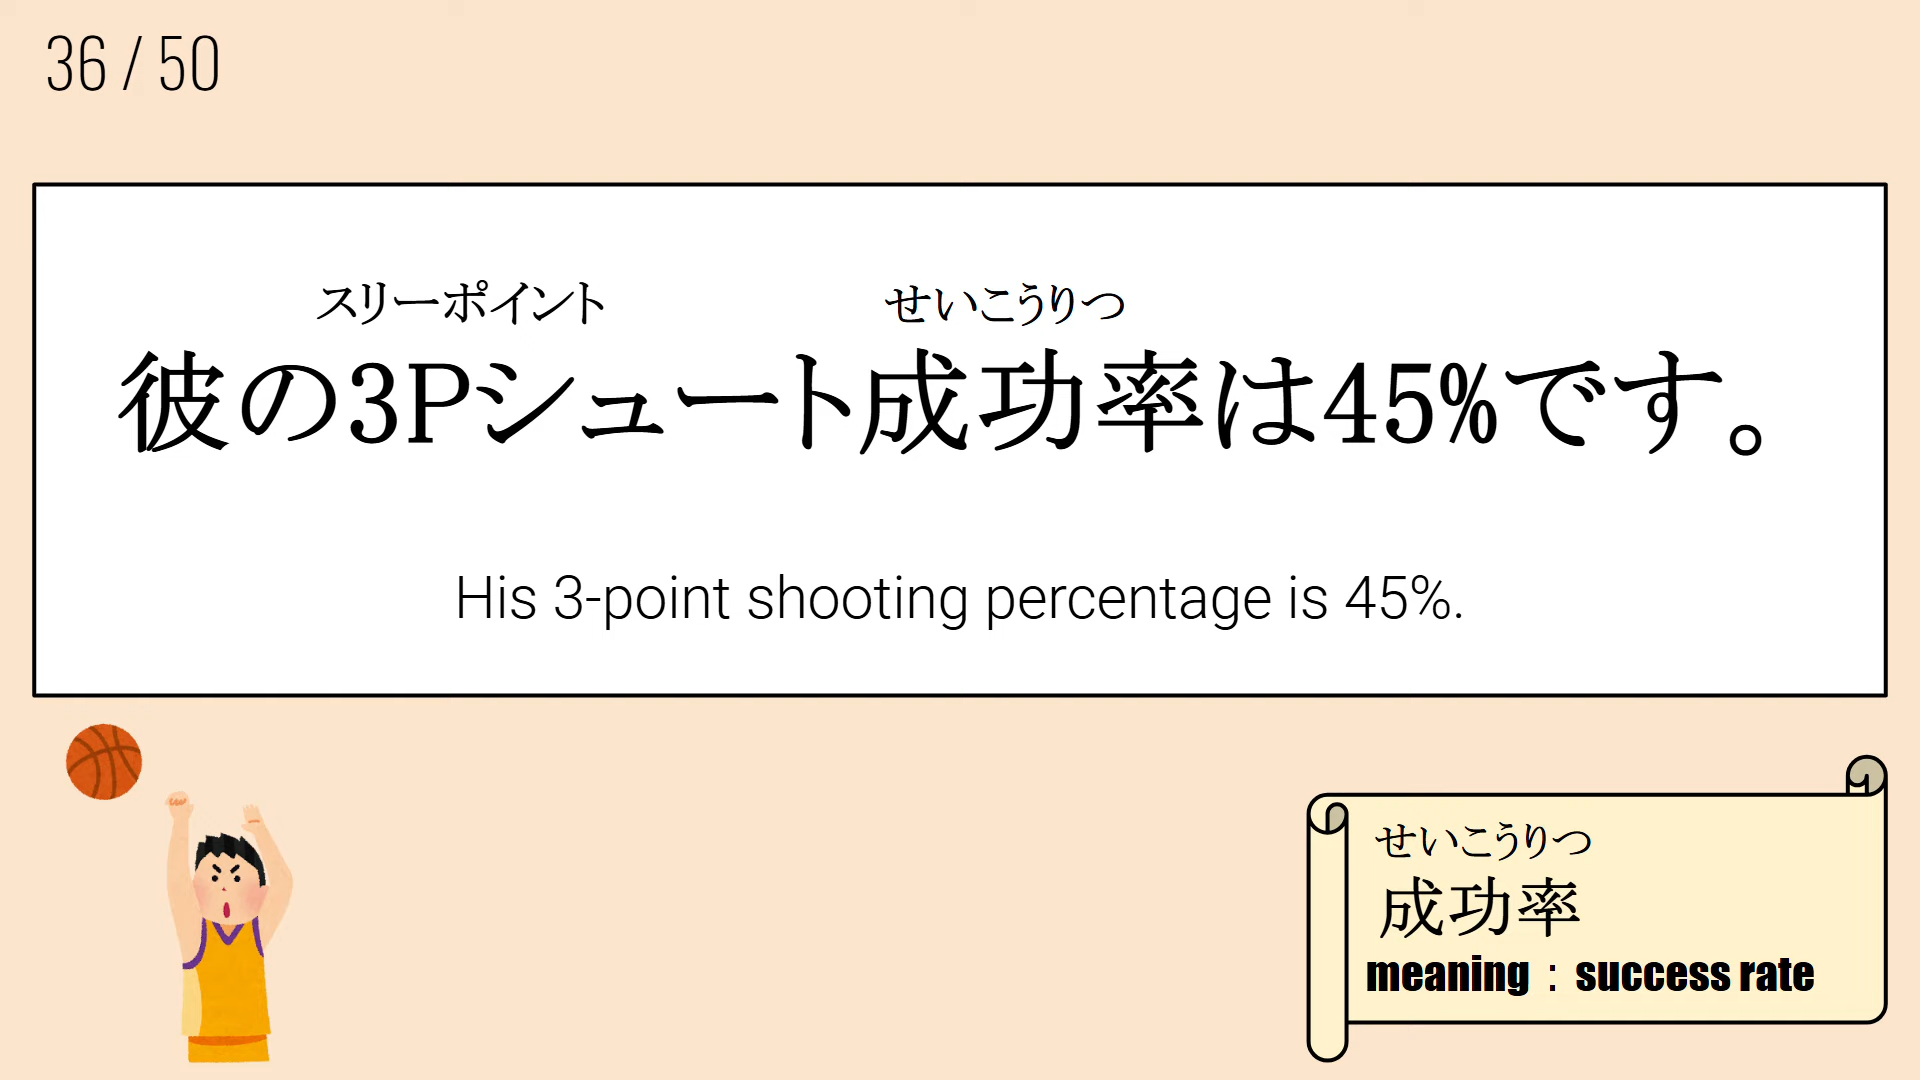 36 / 50
スリーポイント せいこうりつ
彼の3Pシュート成功率は45%です。
His 3-point shooting percentage is 45%.
せいこうりつ
成功率
meaning：success rate